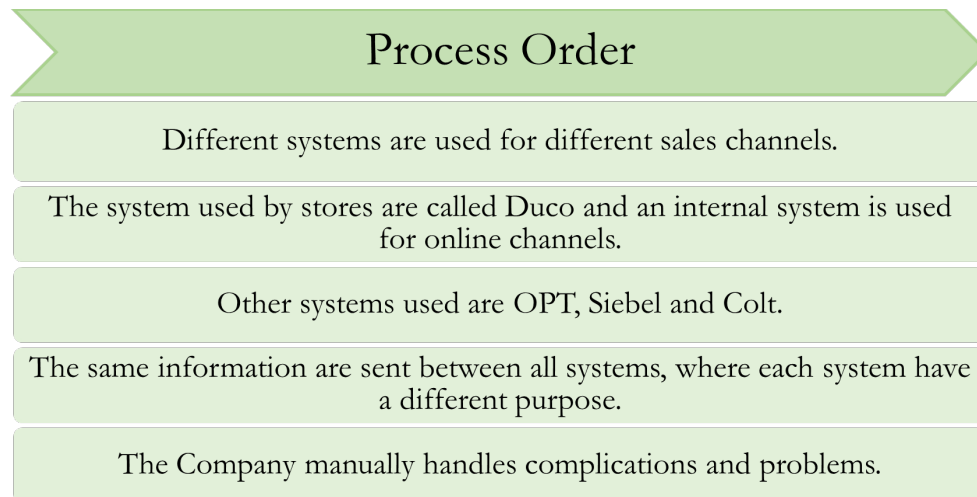 Process Order
Different systems are used for different sales channels.
The system used by stores are called Duco and an internal system is used
for online channels.
Other systems used are OPT, Siebel and Colt.
The same information are sent between all systems, where each system have
a different purpose.
The Company manually handles complications and problems.